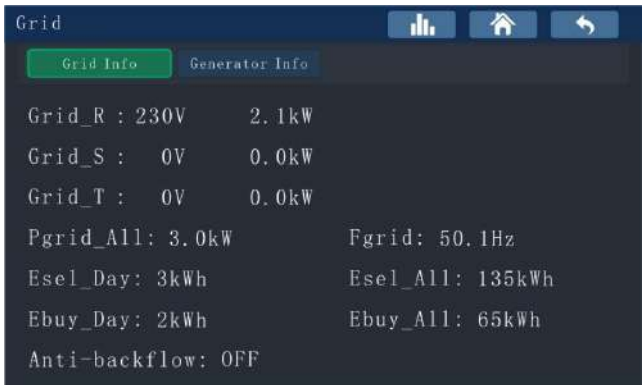 Grid
Grid Info Generator Info
Grid_R : 230V 2.1kW
Grid_S : 0V 0.0kW
Grid_T : 0V 0.0kW
Pgrid_All: 3.0kW Fgrid: 50.1Hz
Esel_Day: 3kWh Esel_All: 135kWh
Ebuy_Day: 2kWh Ebuy_All: 65kWh
Anti-backflow: OFF